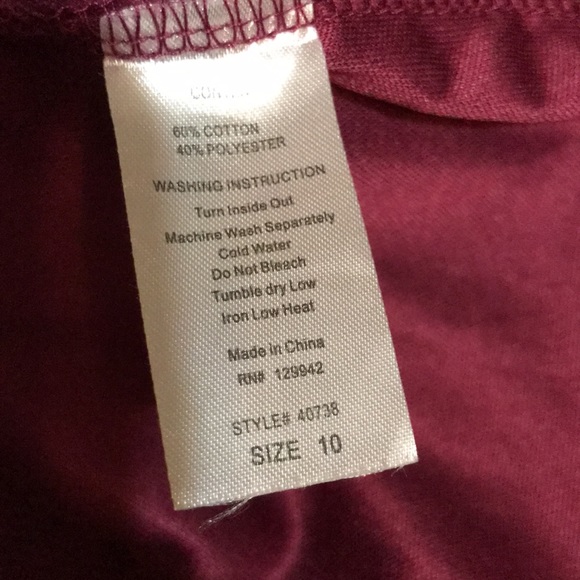 60% COTTON
40% POLYESTER
WASHING INSTRUCTION
Turn Inside Out
Machine Wash Separately
Cold Water
Do Not Bleach
Tumble dry Low
Iron Low Heat
Made in China
RN# 129942
STYLE# 40738
SIZE 10